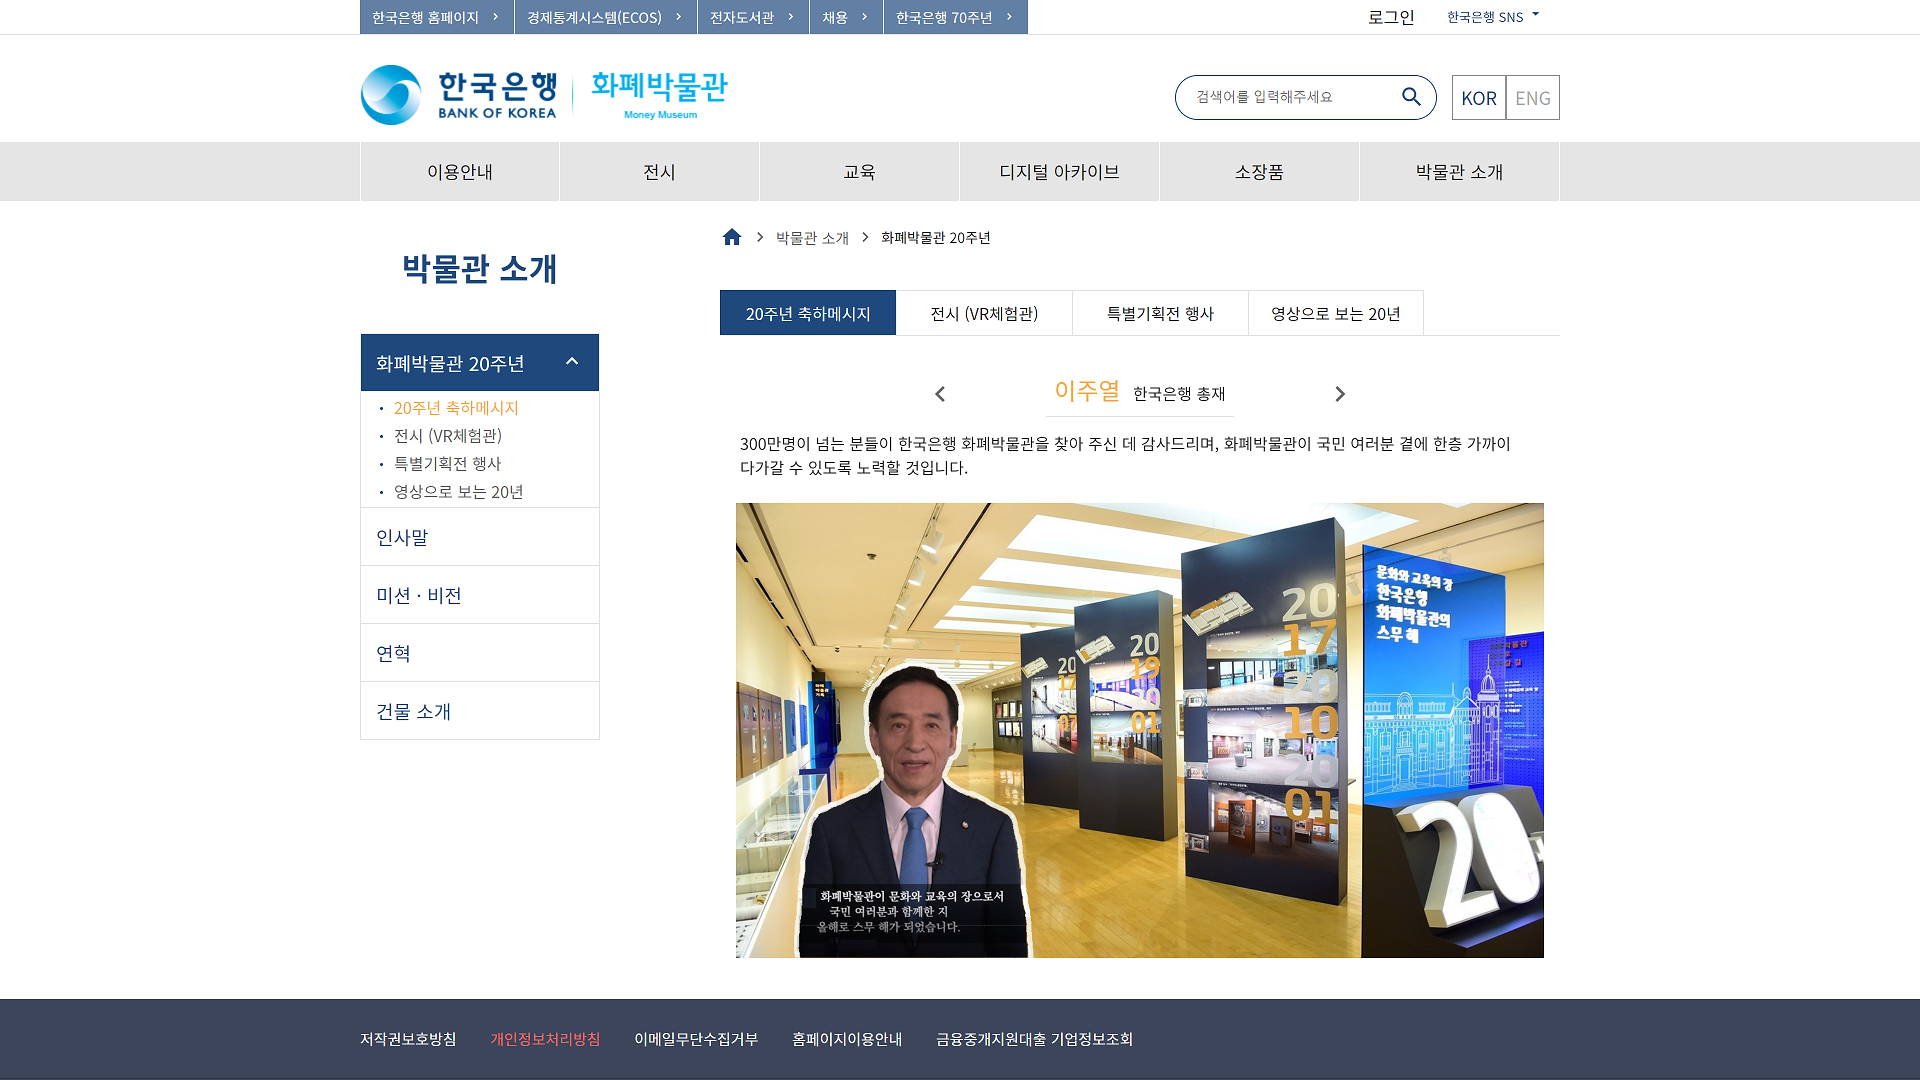 한국은행 홈페이지
경제통계시스템(ECOS)
전자도서관
채용
한국은행 70주년
로그인
한국은행 SNS
한국은행
BANK OF KOREA
화폐박물관
Money Museum
검색어를 입력해주세요
KOR
ENG
이용안내
전시
교육
디지털 아카이브
소장품
박물관 소개
박물관 소개
화폐박물관 20주년
박물관 소개
화폐박물관 20주년
20주년 축하메시지
전시 (VR체험관)
특별기획전 행사
영상으로 보는 20년
인사말
미션 · 비전
연혁
건물 소개
20주년 축하메시지
전시 (VR체험관)
특별기획전 행사
영상으로 보는 20년
이주열 한국은행 총재
300만명이 넘는 분들이 한국은행 화폐박물관을 찾아 주신 데 감사드리며, 화폐박물관이 국민 여러분 곁에 한층 가까이
다가갈 수 있도록 노력할 것입니다.
20
17
20
10
20
01
20
19
20
01
20
문화와 교육의 장
한국은행
화폐박물관의
스무 해
20
화폐박물관이 문화와 교육의 장으로서
국민 여러분과 함께한 지
올해로 스무 해가 되었습니다.
저작권보호방침
개인정보처리방침
이메일무단수집거부
홈페이지이용안내
금융중개지원대출 기업정보조회